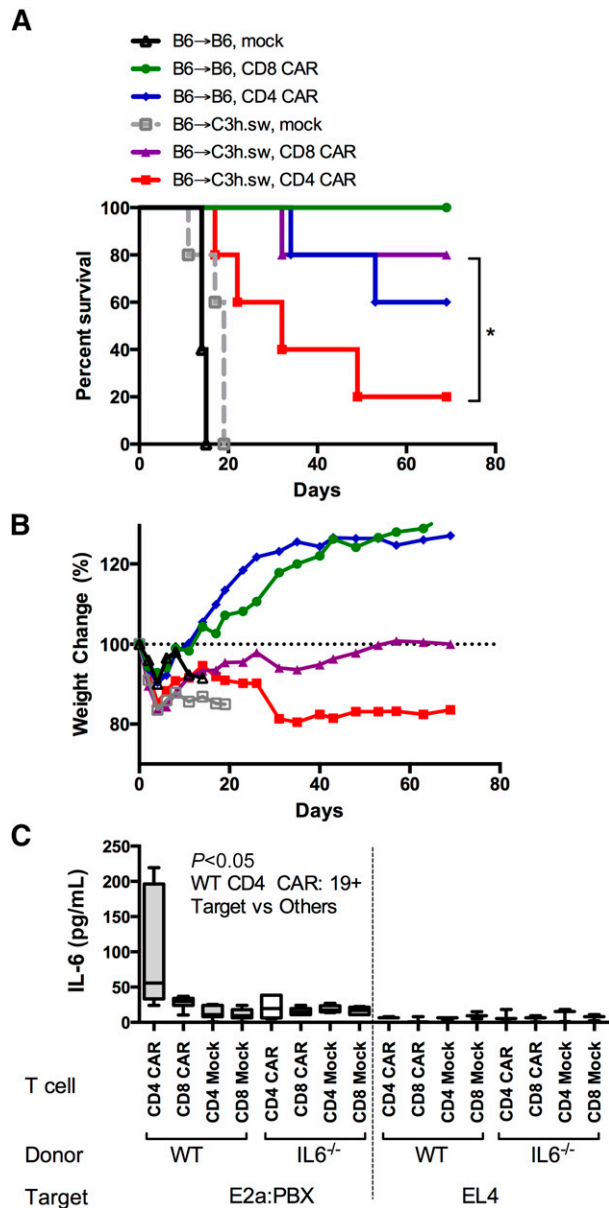 A
B6→B6, mock
B6→B6, CD8 CAR
B6→B6, CD4 CAR
B6→C3h.sw, mock
B6→C3h.sw, CD8 CAR
B6→C3h.sw, CD4 CAR
Percent survival
100
80
60
40
20
0
*
0 20 40 60 80
Days
B
Weight Change (%)
120
100
80
0 20 40 60 80
Days
C
IL-6 (pg/mL)
250
200
150
100
50
0
P<0.05
WT CD4 CAR: 19+
Target vs Others
T cell
CD4 CAR
CD8 CAR
CD4 Mock
CD8 Mock
CD4 CAR
CD8 CAR
CD4 Mock
CD8 Mock
CD4 CAR
CD8 CAR
CD4 Mock
CD8 Mock
CD4 CAR
CD8 CAR
CD4 Mock
CD8 Mock
Donor WT IL6-/- WT IL6-/-
Target E2a:PBX EL4